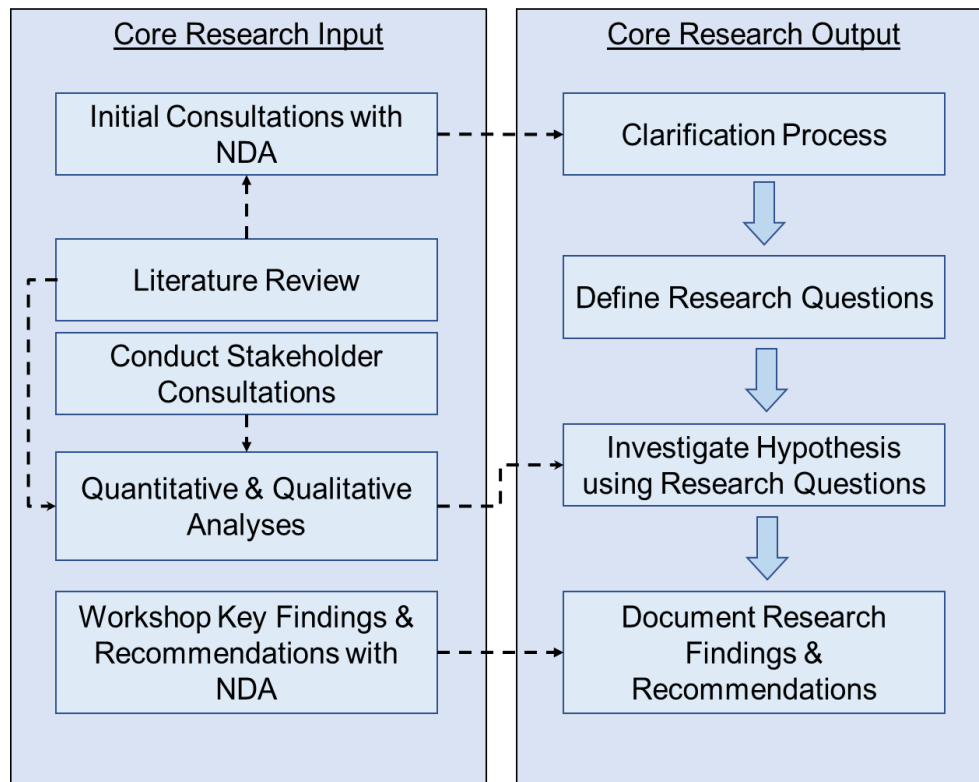 Core Research Input
Initial Consultations with
NDA
Literature Review
Conduct Stakeholder
Consultations
Quantitative & Qualitative
Analyses
Workshop Key Findings &
Recommendations with
NDA
Core Research Output
Clarification Process
Define Research Questions
Investigate Hypothesis
using Research Questions
Document Research
Findings &
Recommendations